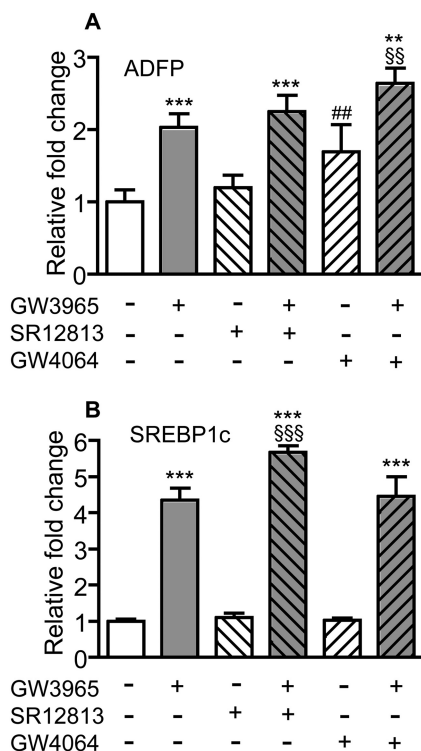 A
ADFP
Relative fold change
3
2
1
0
***
***
##
**
§§
GW3965 - + - + - +
SR12813 - - + + - -
GW4064 - - - - + +
B
SREBP1c
Relative fold change
6
5
4
3
2
1
0
***
***
§§§
***
GW3965 - + - + - +
SR12813 - - + + - -
GW4064 - - - - + +